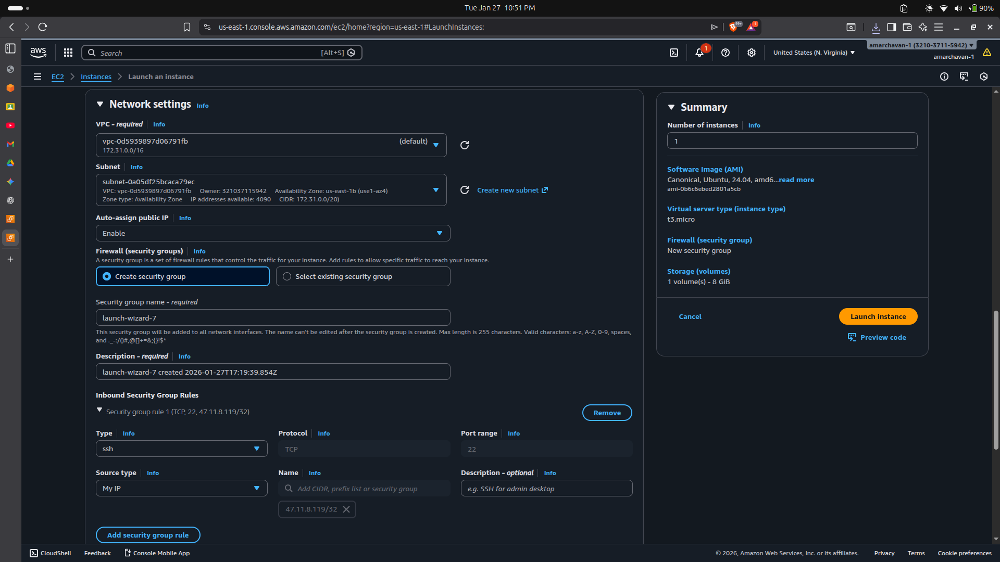 Tue Jan 27 10:51 PM
90%
us-east-1.console.aws.amazon.com/ec2/home?region=us-east-1#LaunchInstances:
99+
1
aws
Search
[Alt+S]
1
United States (N. Virginia)
amarchavan-1 (3210-3711-5942)
amarchavan-1
EC2
Instances
Launch an instance
Network settings Info
VPC – required Info
vpc-0d5939897d06791fb (default)
172.31.0.0/16
Subnet Info
subnet-0a05df25bcaca79ec
VPC: vpc-0d5939897d06791fb Owner: 321037115942 Availability Zone: us-east-1b (use1-az4)
Zone type: Availability Zone IP addresses available: 4090 CIDR: 172.31.0.0/20)
Create new subnet
Auto-assign public IP Info
Enable
Firewall (security groups) Info
A security group is a set of firewall rules that control the traffic for your instance. Add rules to allow specific traffic to reach your instance.
Create security group
Select existing security group
Security group name – required
launch-wizard-7
This security group will be added to all network interfaces. The name can't be edited after the security group is created. Max length is 255 characters. Valid characters: a-z, A-Z, 0-9, spaces,
and ._-:/()#,@[]+=&;{}!$*
Description – required Info
launch-wizard-7 created 2026-01-27T17:19:39.854Z
Inbound Security Group Rules
Security group rule 1 (TCP, 22, 47.11.8.119/32)
Remove
Type Info
Protocol Info
Port range Info
ssh
TCP
22
Source type Info
Name Info
Description – optional Info
My IP
Add CIDR, prefix list or security group
e.g. SSH for admin desktop
47.11.8.119/32
Add security group rule
Summary
Number of instances Info
1
Software Image (AMI)
Canonical, Ubuntu, 24.04, amd6...read more
ami-0b6c6ebed2801a5cb
Virtual server type (instance type)
t3.micro
Firewall (security group)
New security group
Storage (volumes)
1 volume(s) - 8 GiB
Cancel
Launch instance
Preview code
CloudShell
Feedback
Console Mobile App
© 2026, Amazon Web Services, Inc. or its affiliates.
Privacy
Terms
Cookie preferences